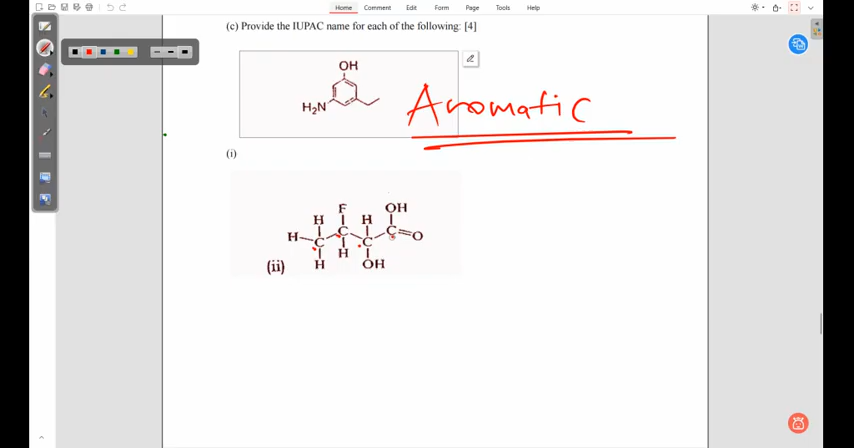 Home Comment Edit Form Page Tools Help
(c) Provide the IUPAC name for each of the following: [4]
OH
H₂N
Aromatic
(i)
F OH
H H
H C C C C O
H H OH
(ii)